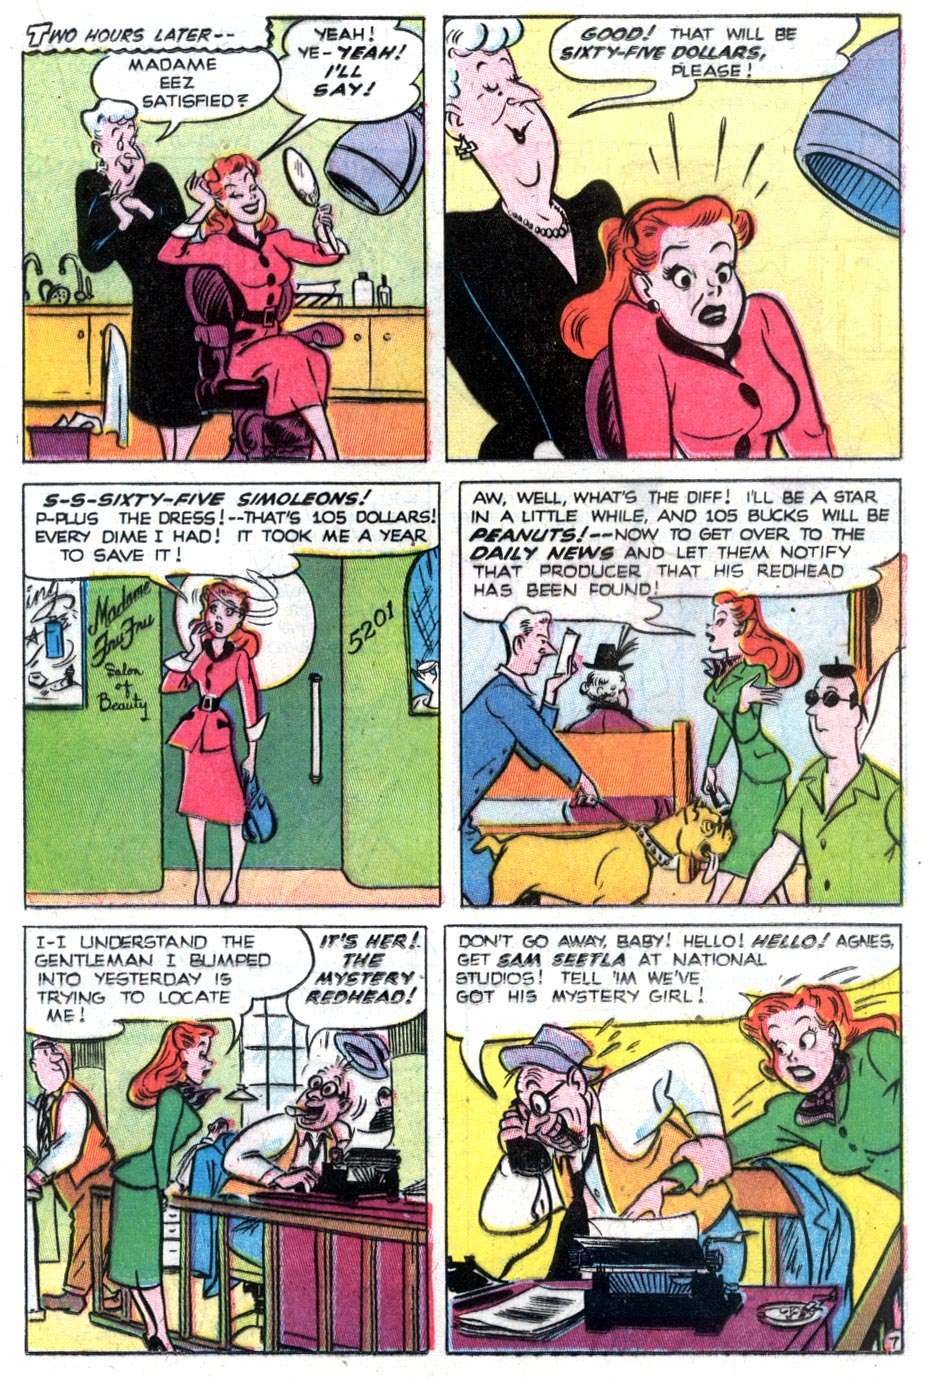 TWO HOURS LATER--
MADAME
EEZ
SATISFIED?
YEAH!
YE-YEAH!
I'LL
SAY!
GOOD! THAT WILL BE
SIXTY-FIVE DOLLARS,
PLEASE!
S-S-SIXTY-FIVE SIMOLEONS!
P-PLUS THE DRESS!--THAT'S 105 DOLLARS!
EVERY DIME I HAD! IT TOOK ME A YEAR
TO SAVE IT!
Madame
Fru Fru
Salon
of
Beauty
5201
AW, WELL, WHAT'S THE DIFF! I'LL BE A STAR
IN A LITTLE WHILE, AND 105 BUCKS WILL BE
PEANUTS!--NOW TO GET OVER TO THE
DAILY NEWS AND LET THEM NOTIFY
THAT PRODUCER THAT HIS REDHEAD
HAS BEEN FOUND!
I-I UNDERSTAND THE
GENTLEMAN I BUMPED
INTO YESTERDAY IS
TRYING TO LOCATE
ME!
IT'S HER!
THE
MYSTERY
REDHEAD!
DON'T GO AWAY, BABY! HELLO! HELLO! AGNES,
GET SAM SEETLA AT NATIONAL
STUDIOS! TELL 'IM WE'VE
GOT HIS MYSTERY GIRL!
7